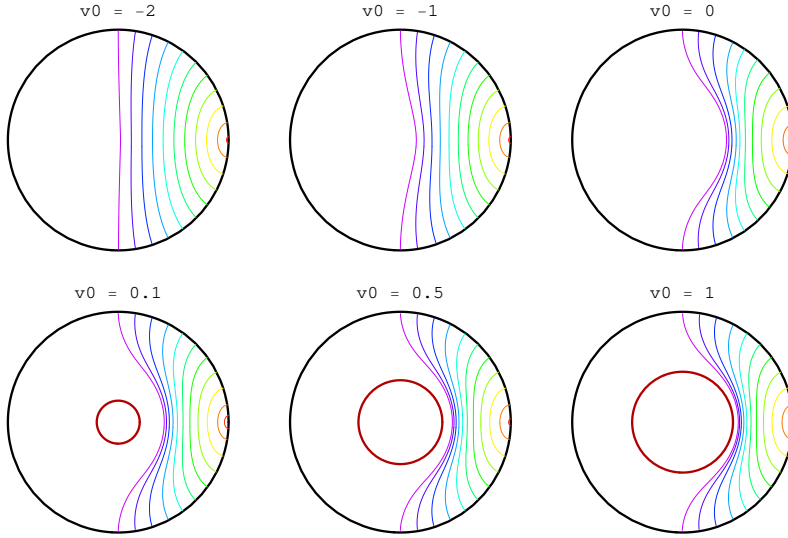 v0 = -2
v0 = -1
v0 = 0
v0 = 0.1
v0 = 0.5
v0 = 1